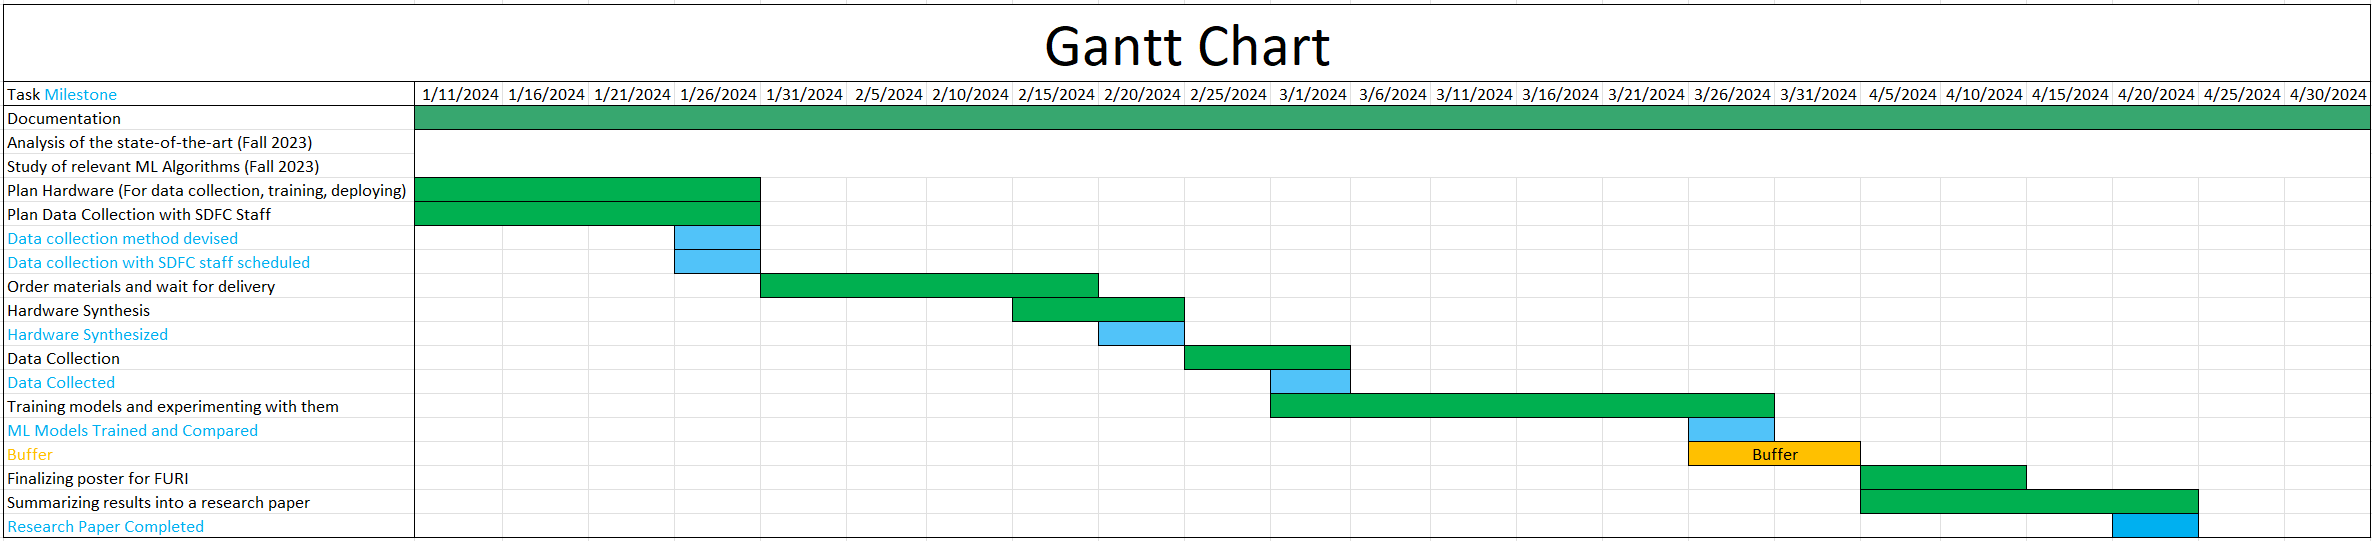 Gantt Chart
Task Milestone 1/11/2024 1/16/2024 1/21/2024 1/26/2024 1/31/2024 2/5/2024 2/10/2024 2/15/2024 2/20/2024 2/25/2024 3/1/2024 3/6/2024 3/11/2024 3/16/2024 3/21/2024 3/26/2024 3/31/2024 4/5/2024 4/10/2024 4/15/2024 4/20/2024 4/25/2024 4/30/2024
Documentation
Analysis of the state-of-the-art (Fall 2023)
Study of relevant ML Algorithms (Fall 2023)
Plan Hardware (For data collection, training, deploying)
Plan Data Collection with SDFC Staff
Data collection method devised
Data collection with SDFC staff scheduled
Order materials and wait for delivery
Hardware Synthesis
Hardware Synthesized
Data Collection
Data Collected
Training models and experimenting with them
ML Models Trained and Compared
Buffer Buffer
Finalizing poster for FURI
Summarizing results into a research paper
Research Paper Completed